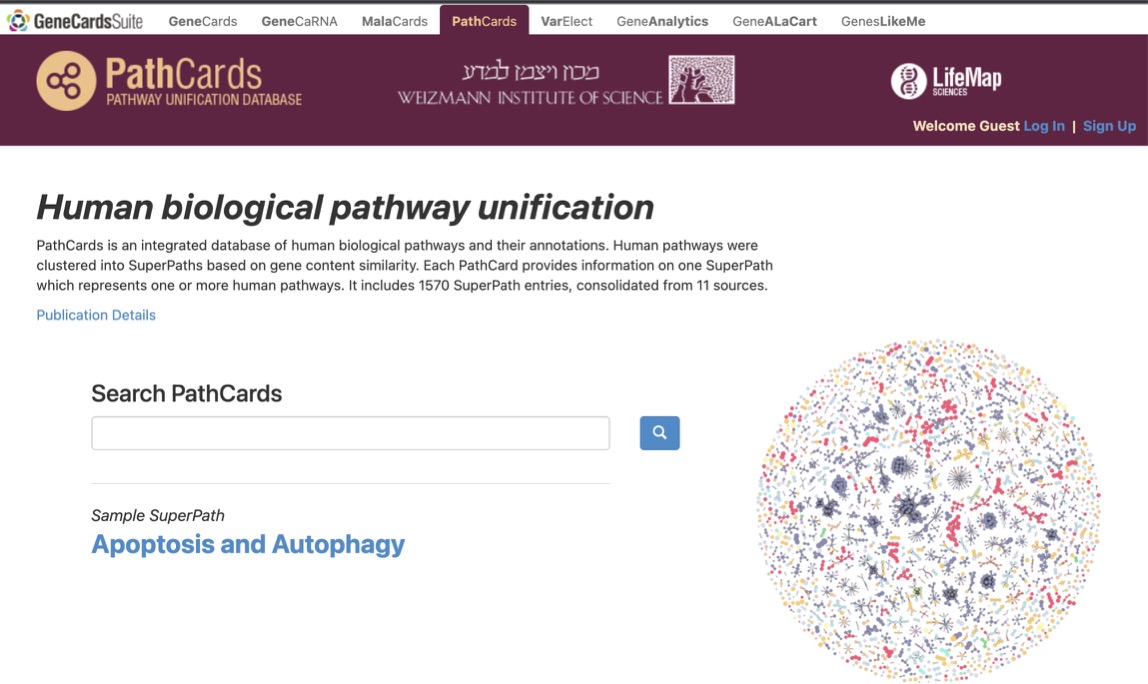 GeneCardsSuite GeneCards GeneCaRNA MalaCards PathCards VarElect GeneAnalytics GeneALaCart GenesLikeMe
PathCards
PATHWAY UNIFICATION DATABASE
מכון ויצמן למדע
WEIZMANN INSTITUTE OF SCIENCE
LifeMap
SCIENCES
Welcome Guest Log In | Sign Up
Human biological pathway unification
PathCards is an integrated database of human biological pathways and their annotations. Human pathways were
clustered into SuperPaths based on gene content similarity. Each PathCard provides information on one SuperPath
which represents one or more human pathways. It includes 1570 SuperPath entries, consolidated from 11 sources.
Publication Details
Search PathCards
Sample SuperPath
Apoptosis and Autophagy